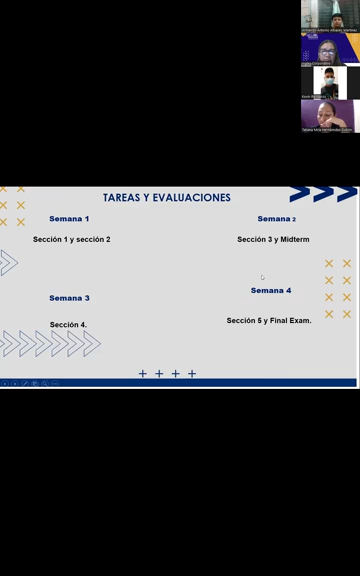 TAREAS Y EVALUACIONES
Semana 1
Sección 1 y sección 2
Semana 2
Sección 3 y Midterm
Semana 3
Sección 4.
Semana 4
Sección 5 y Final Exam.